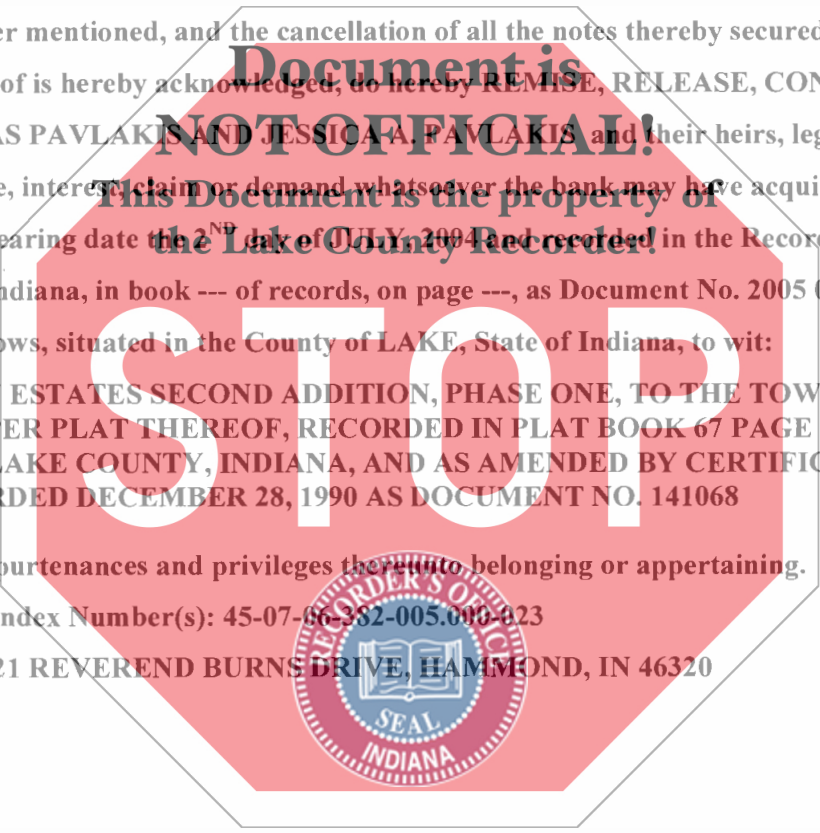 er mentioned, and the cancellation of all the notes thereby secured
Document is
of is hereby acknowledged, do hereby REMISE, RELEASE, CON
NOT OFFICIAL!
AS PAVLAKIS AND JESSICA A. PAVLAKIS and their heirs, leg
This Document is the property of
e, interest, claim or demand whatsoever the bank may have acqui
the Lake County Recorder!
earing date the 2ND day of JULY, 2004 and recorded in the Recor
ndiana, in book --- of records, on page ---, as Document No. 2005
ows, situated in the County of LAKE, State of Indiana, to wit:
STOP
ESTATES SECOND ADDITION, PHASE ONE, TO THE TOW
ER PLAT THEREOF, RECORDED IN PLAT BOOK 67 PAGE
LAKE COUNTY, INDIANA, AND AS AMENDED BY CERTIFIC
RDED DECEMBER 28, 1990 AS DOCUMENT NO. 141068
purtenances and privileges thereunto belonging or appertaining.
ndex Number(s): 45-07-06-382-005.000-023
21 REVEREND BURNS DRIVE, HAMMOND, IN 46320
RECORDER'S OFFICE
SEAL
INDIANA